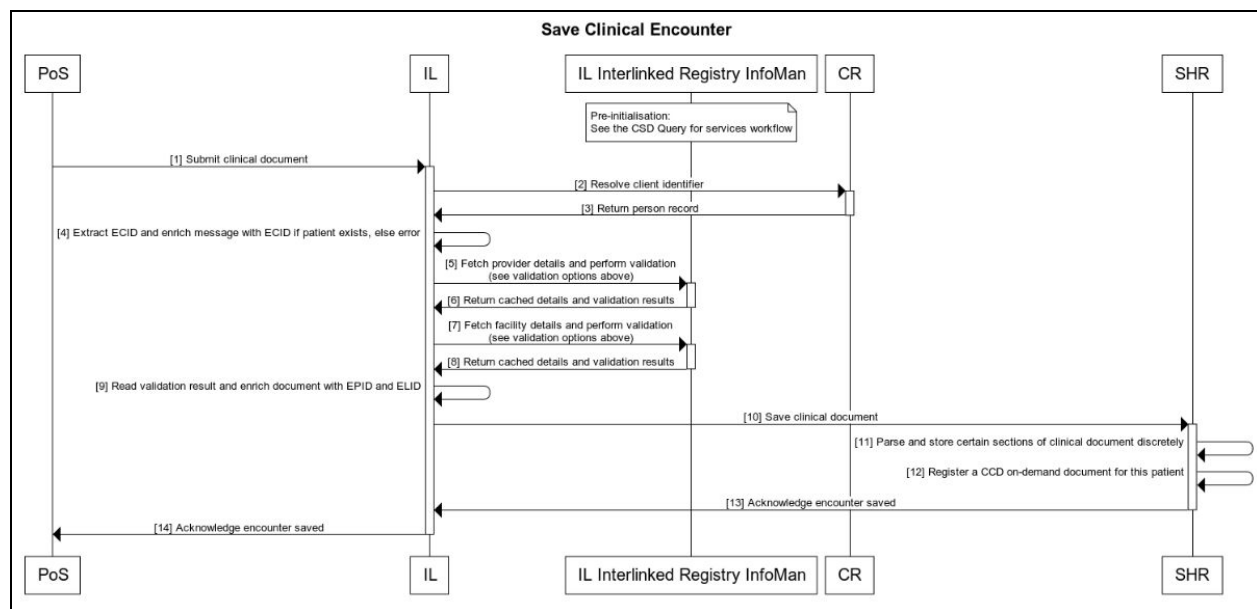 Save Clinical Encounter
PoS
IL
IL Interlinked Registry InfoMan
CR
SHR
Pre-initialisation:
See the CSD Query for services workflow
[1] Submit clinical document
[2] Resolve client identifier
[3] Return person record
[4] Extract ECID and enrich message with ECID if patient exists, else error
[5] Fetch provider details and perform validation
(see validation options above)
[6] Return cached details and validation results
[7] Fetch facility details and perform validation
(see validation options above)
[8] Return cached details and validation results
[9] Read validation result and enrich document with EPID and ELID
[10] Save clinical document
[11] Parse and store certain sections of clinical document discretely
[12] Register a CCD on-demand document for this patient
[13] Acknowledge encounter saved
[14] Acknowledge encounter saved
PoS
IL
IL Interlinked Registry InfoMan
CR
SHR